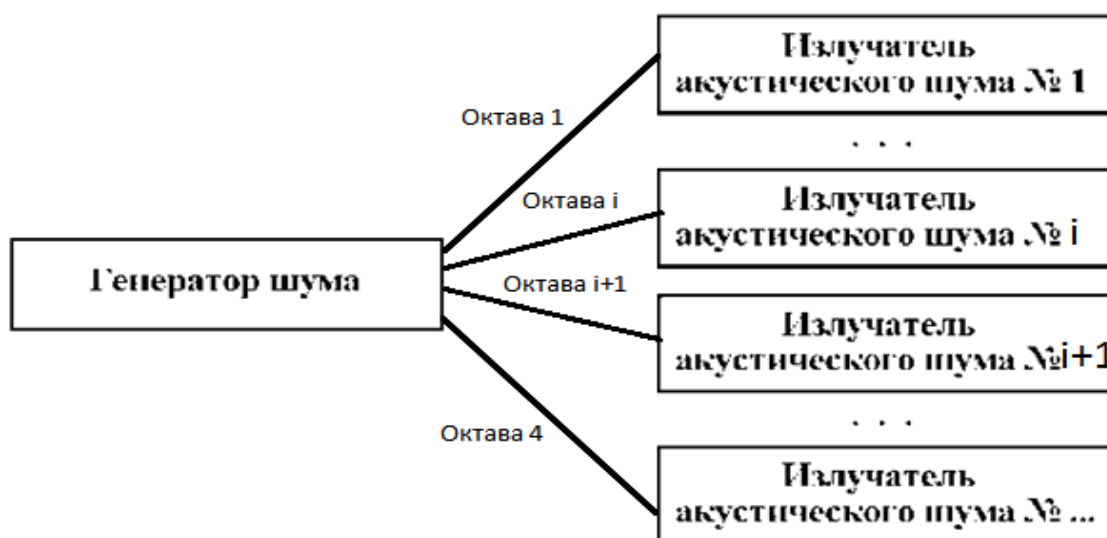 Излучатель
акустического шума № 1
Октава 1
. . .
Октава i
Излучатель
акустического шума № i
Генератор шума
Октава i+1
Излучатель
акустического шума №i+1
. . .
Октава 4
Излучатель
акустического шума № ...